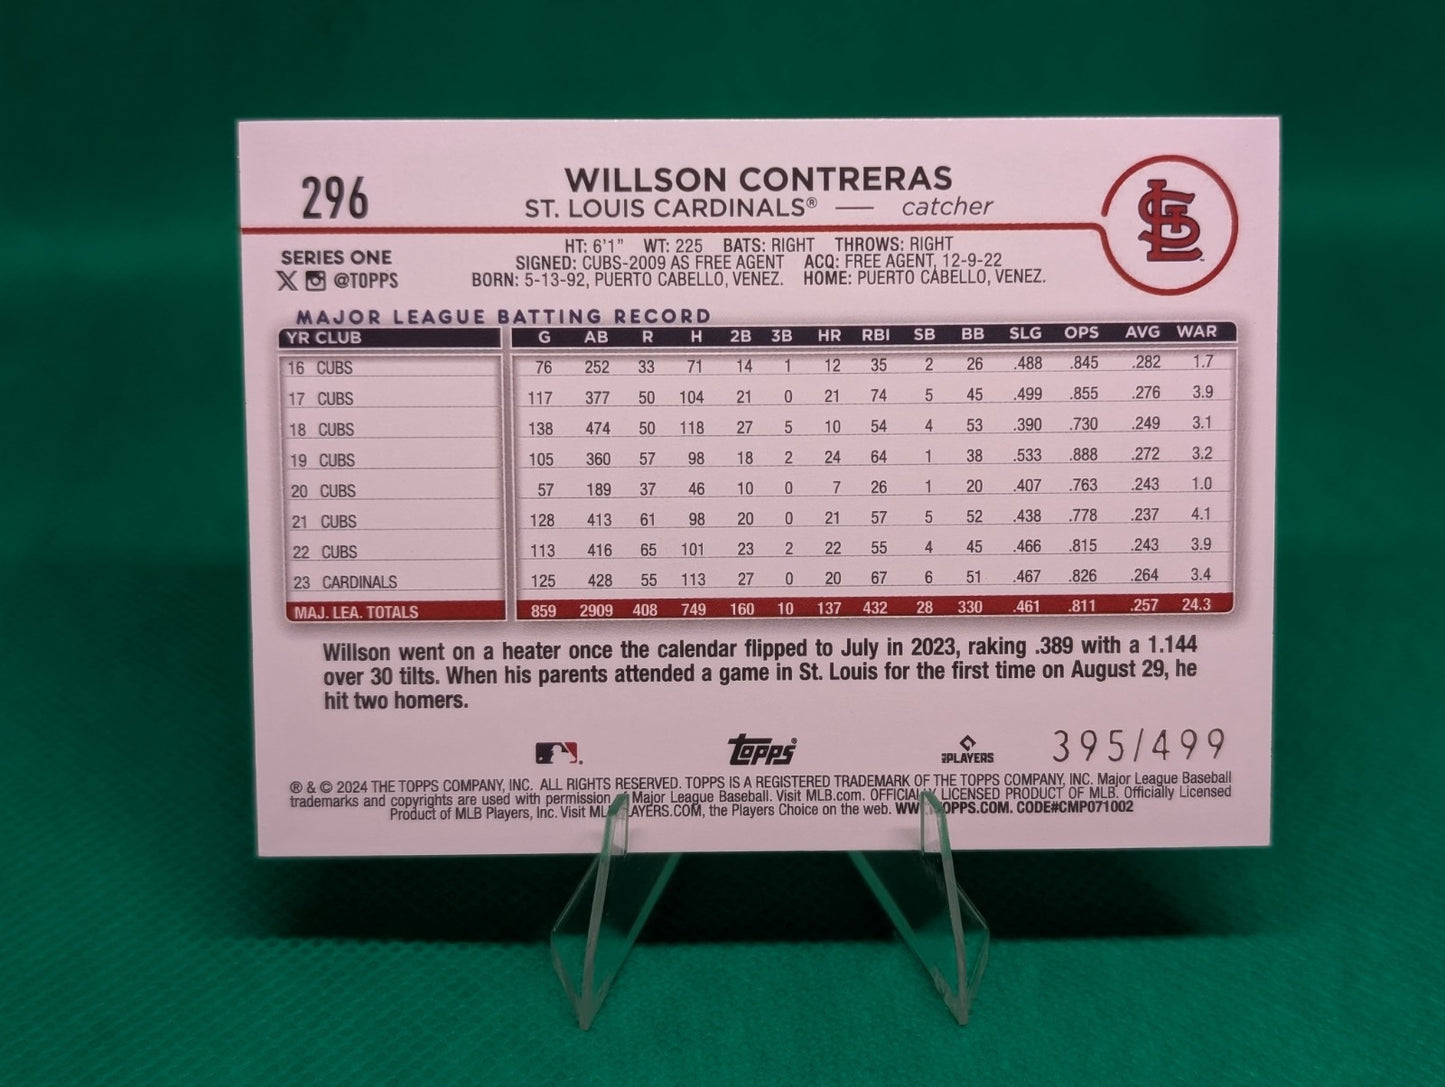 296
WILLSON CONTRERAS
ST. LOUIS CARDINALS® — catcher
STL
SERIES ONE
X @TOPPS
HT: 6'1" WT: 225 BATS: RIGHT THROWS: RIGHT
SIGNED: CUBS-2009 AS FREE AGENT ACQ: FREE AGENT, 12-9-22
BORN: 5-13-92, PUERTO CABELLO, VENEZ. HOME: PUERTO CABELLO, VENEZ.
MAJOR LEAGUE BATTING RECORD
YR CLUB G AB R H 2B 3B HR RBI SB BB SLG OPS AVG WAR
16 CUBS 76 252 33 71 14 1 12 35 2 26 .488 .845 .282 1.7
17 CUBS 117 377 50 104 21 0 21 74 5 45 .499 .855 .276 3.9
18 CUBS 138 474 50 118 27 5 10 54 4 53 .390 .730 .249 3.1
19 CUBS 105 360 57 98 18 2 24 64 1 38 .533 .888 .272 3.2
20 CUBS 57 189 37 46 10 0 7 26 1 20 .407 .763 .243 1.0
21 CUBS 128 413 61 98 20 0 21 57 5 52 .438 .778 .237 4.1
22 CUBS 113 416 65 101 23 2 22 55 4 45 .466 .815 .243 3.9
23 CARDINALS 125 428 55 113 27 0 20 67 6 51 .467 .826 .264 3.4
MAJ. LEA. TOTALS 859 2909 408 749 160 10 137 432 28 330 .461 .811 .257 24.3
Willson went on a heater once the calendar flipped to July in 2023, raking .389 with a 1.144
over 30 tilts. When his parents attended a game in St. Louis for the first time on August 29, he
hit two homers.
Topps®
PLAYERS
395/499
® & © 2024 THE TOPPS COMPANY, INC. ALL RIGHTS RESERVED. TOPPS IS A REGISTERED TRADEMARK OF THE TOPPS COMPANY, INC. Major League Baseball
trademarks and copyrights are used with permission Major League Baseball. Visit MLB.com. OFFICIALLY LICENSED PRODUCT OF MLB. Officially Licensed
Product of MLB Players, Inc. Visit MLBPLAYERS.COM, the Players Choice on the web. WWW.TOPPS.COM. CODE#CMP071002